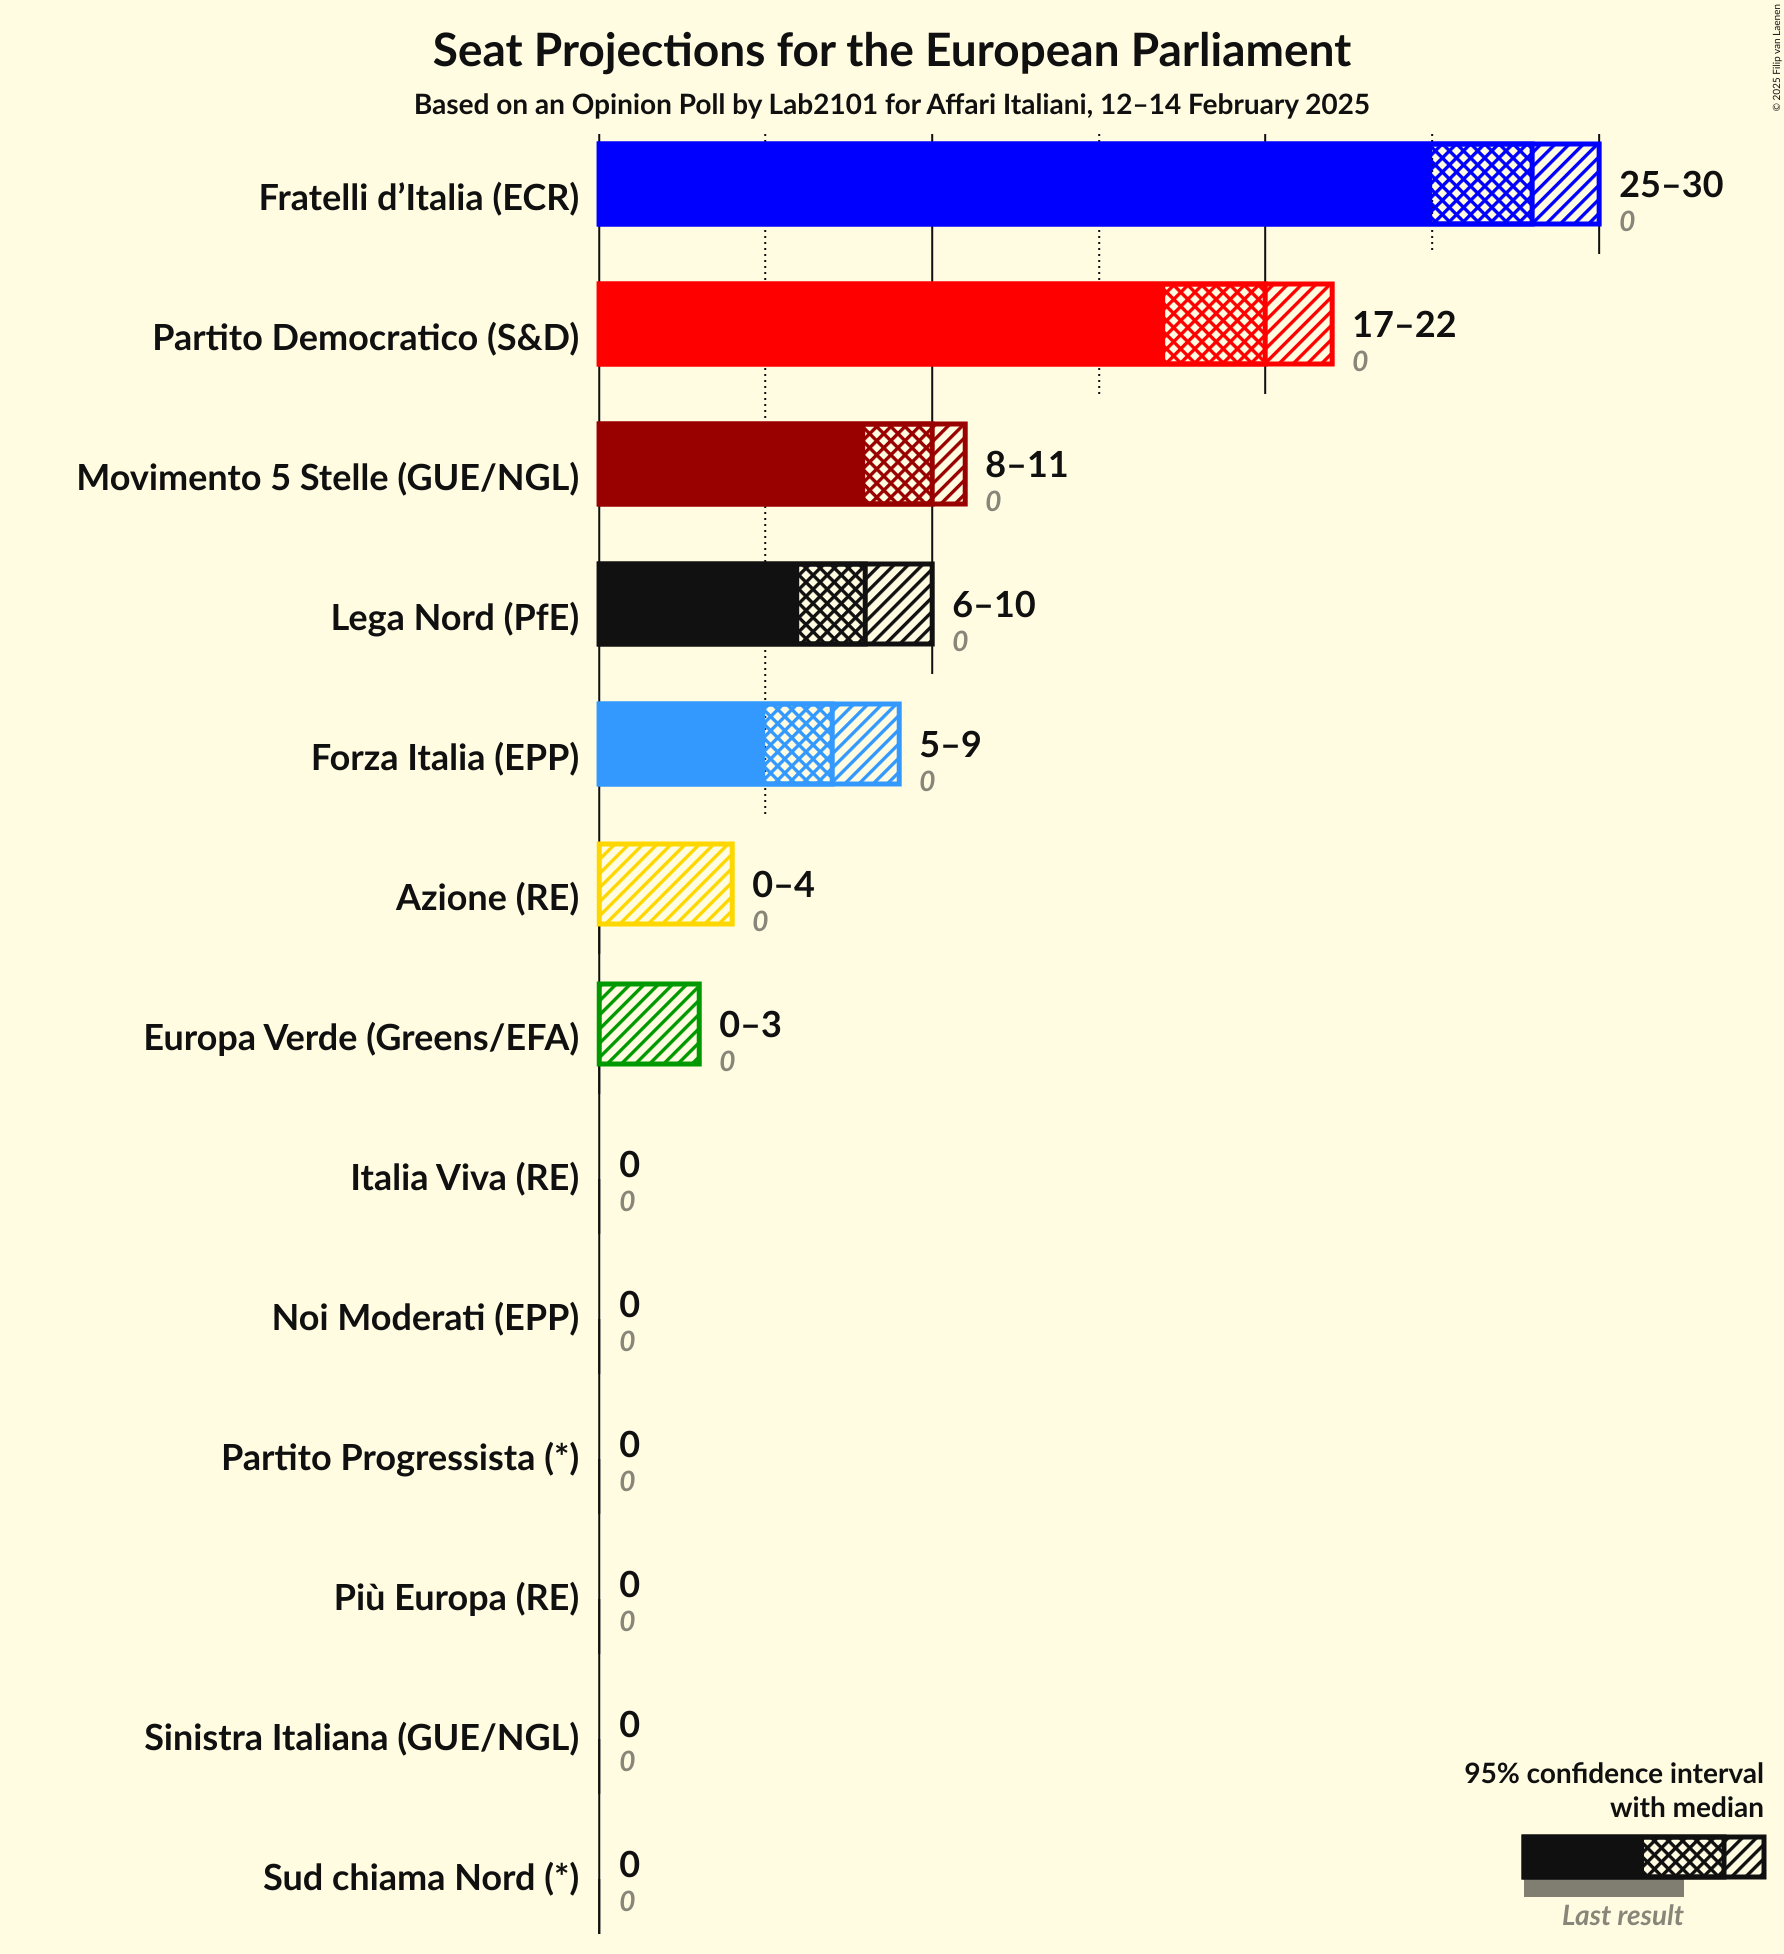 Seat Projections for the European Parliament
Based on an Opinion Poll by Lab2101 for Affari Italiani, 12–14 February 2025
© 2025 Filip van Laenen
Fratelli d’Italia (ECR)
25–30
0
Partito Democratico (S&D)
17–22
0
Movimento 5 Stelle (GUE/NGL)
8–11
0
Lega Nord (PfE)
6–10
0
Forza Italia (EPP)
5–9
0
Azione (RE)
0–4
0
Europa Verde (Greens/EFA)
0–3
0
Italia Viva (RE)
0
0
Noi Moderati (EPP)
0
0
Partito Progressista (*)
0
0
Più Europa (RE)
0
0
Sinistra Italiana (GUE/NGL)
0
0
Sud chiama Nord (*)
0
0
95% confidence interval
with median
Last result